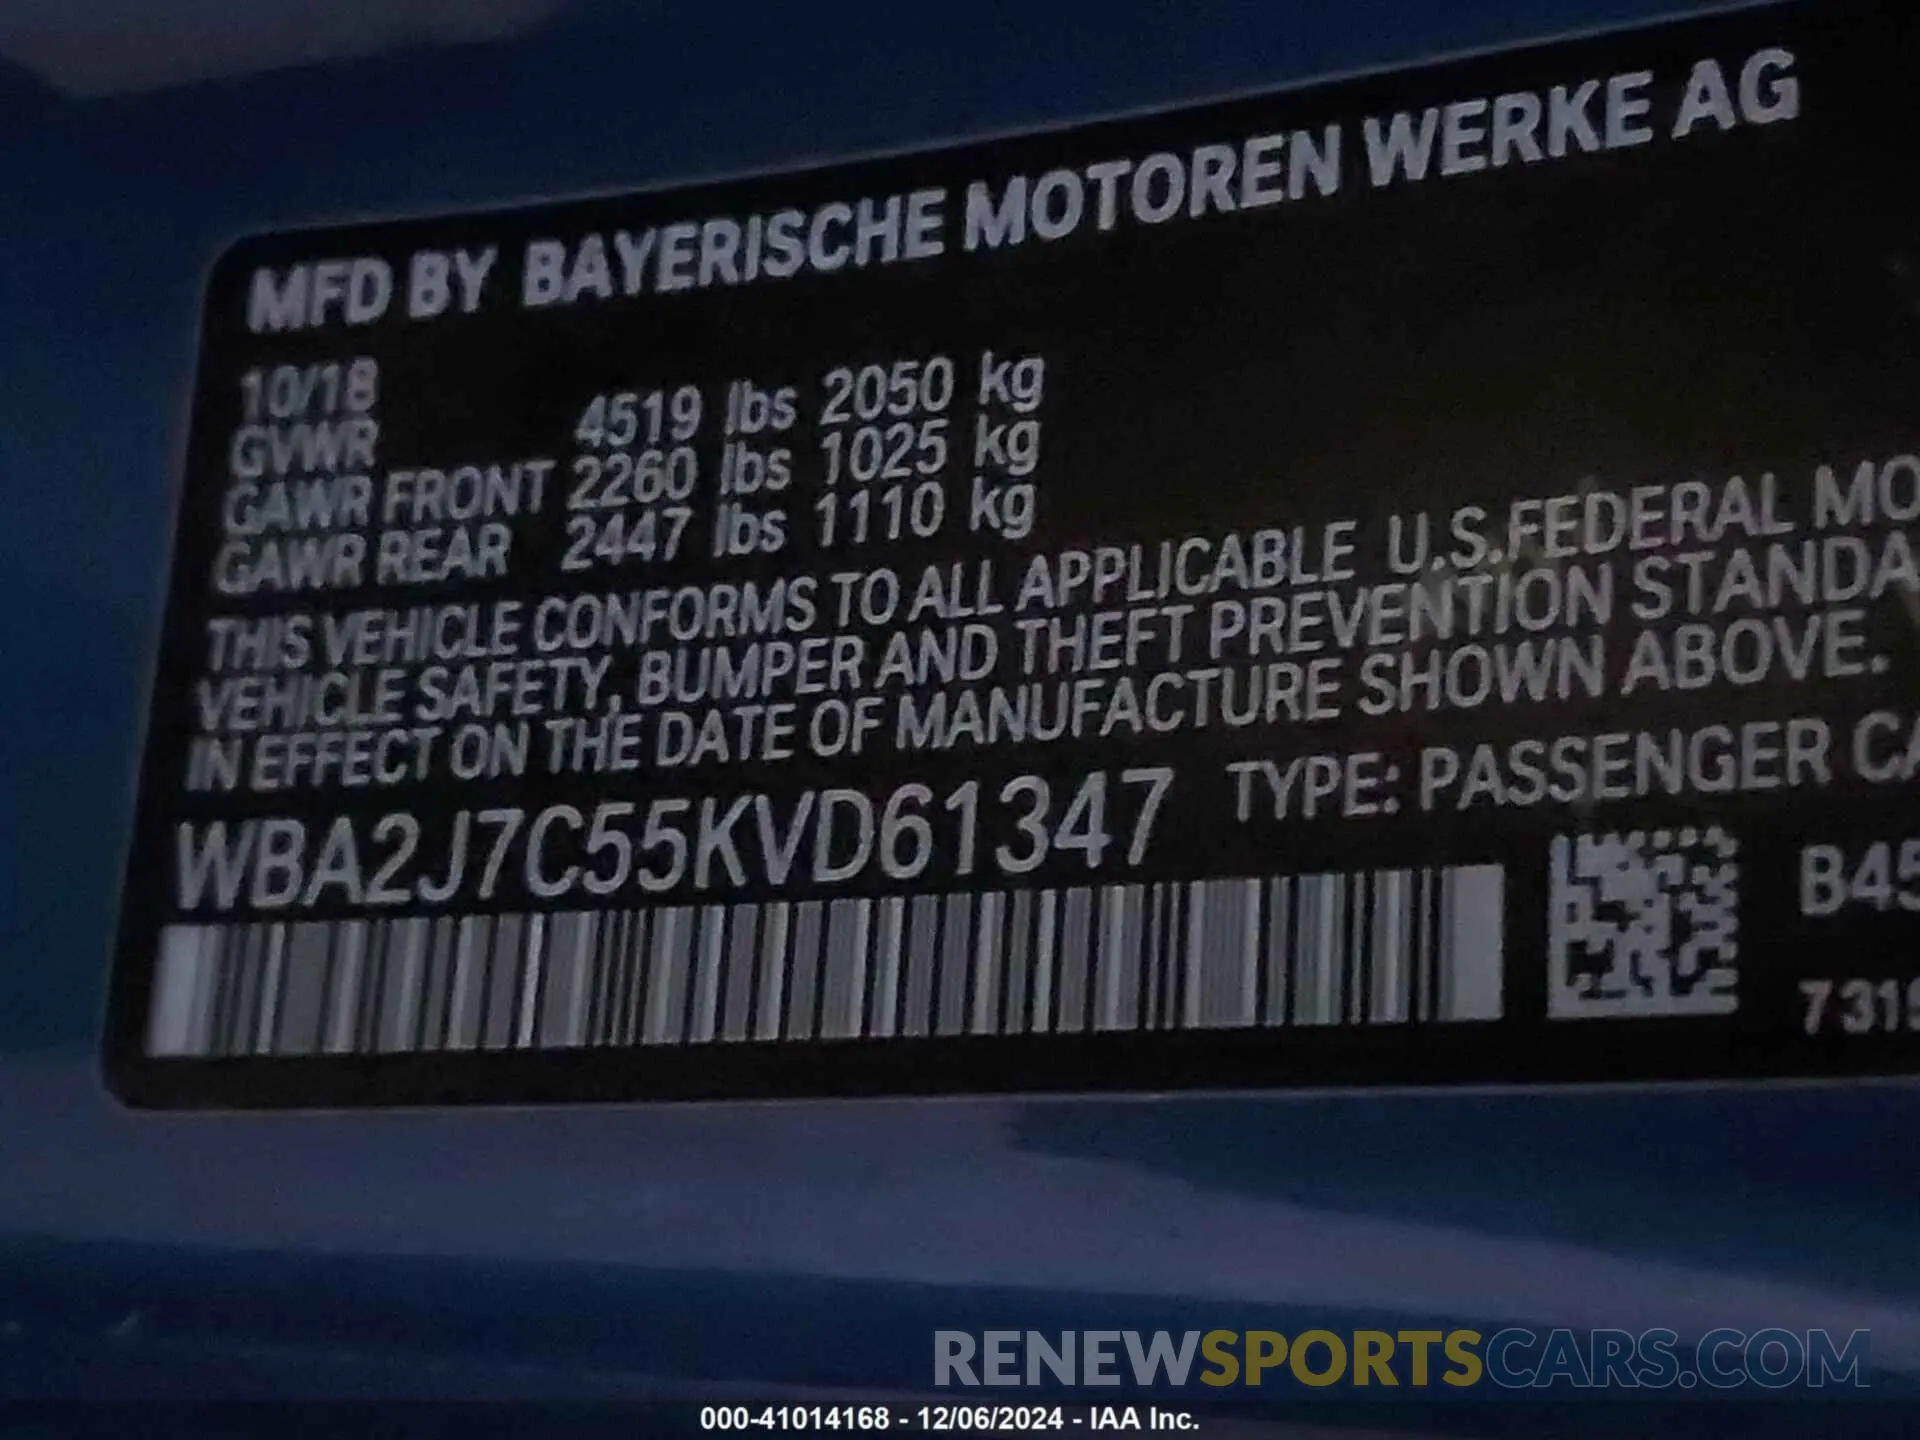 MFD BY BAYERISCHE MOTOREN WERKE AG
10/18
GVWR 4519 lbs 2050 kg
GAWR FRONT 2260 lbs 1025 kg
GAWR REAR 2447 lbs 1110 kg
THIS VEHICLE CONFORMS TO ALL APPLICABLE U.S.FEDERAL MO
VEHICLE SAFETY, BUMPER AND THEFT PREVENTION STANDA
IN EFFECT ON THE DATE OF MANUFACTURE SHOWN ABOVE.
WBA2J7C55KVD61347 TYPE: PASSENGER CA
B45
7319
RENEWSPORTSCARS.COM
000-41014168 - 12/06/2024 - IAA Inc.